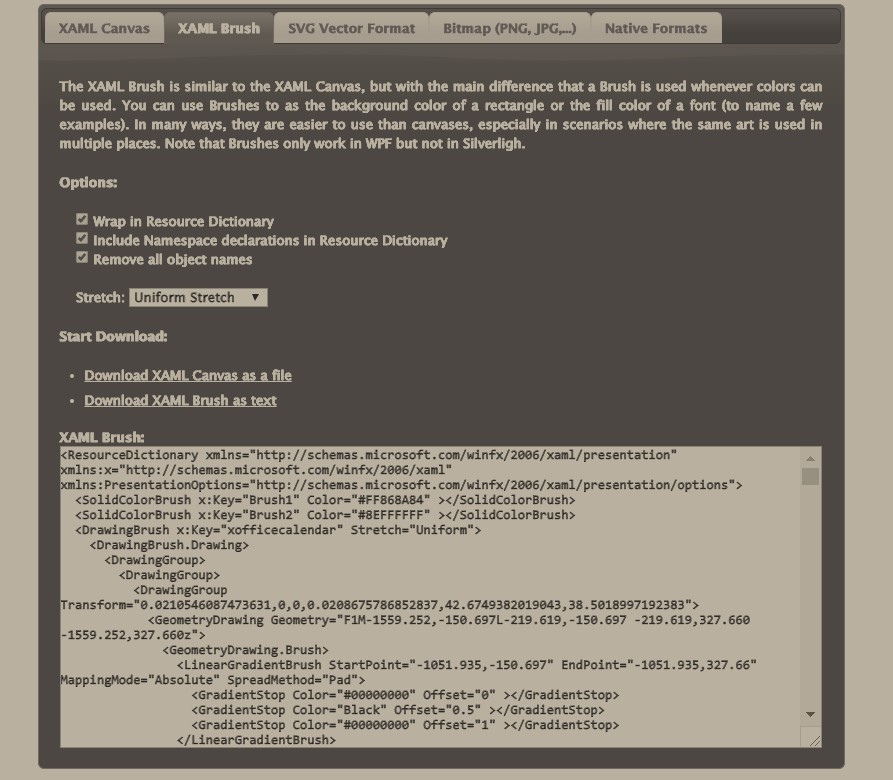 XAML Canvas XAML Brush SVG Vector Format Bitmap (PNG, JPG,...) Native Formats
The XAML Brush is similar to the XAML Canvas, but with the main difference that a Brush is used whenever colors can
be used. You can use Brushes to as the background color of a rectangle or the fill color of a font (to name a few
examples). In many ways, they are easier to use than canvases, especially in scenarios where the same art is used in
multiple places. Note that Brushes only work in WPF but not in Silverligh.
Options:
Wrap in Resource Dictionary
Include Namespace declarations in Resource Dictionary
Remove all object names
Stretch: Uniform Stretch
Start Download:
• Download XAML Canvas as a file
• Download XAML Brush as text
XAML Brush:
<ResourceDictionary xmlns="http://schemas.microsoft.com/winfx/2006/xaml/presentation"
xmlns:x="http://schemas.microsoft.com/winfx/2006/xaml"
xmlns:PresentationOptions="http://schemas.microsoft.com/winfx/2006/xaml/presentation/options">
<SolidColorBrush x:Key="Brush1" Color="#FF868A84" ></SolidColorBrush>
<SolidColorBrush x:Key="Brush2" Color="#8EFFFFFF" ></SolidColorBrush>
<DrawingBrush x:Key="xofficecalendar" Stretch="Uniform">
<DrawingBrush.Drawing>
<DrawingGroup>
<DrawingGroup>
<DrawingGroup
Transform="0.0210546087473631,0,0,0.0208675786852837,42.6749382019043,38.5018997192383">
<GeometryDrawing Geometry="F1M-1559.252,-150.697L-219.619,-150.697 -219.619,327.660
-1559.252,327.660z">
<GeometryDrawing.Brush>
<LinearGradientBrush StartPoint="-1051.935,-150.697" EndPoint="-1051.935,327.66"
MappingMode="Absolute" SpreadMethod="Pad">
<GradientStop Color="#00000000" Offset="0" ></GradientStop>
<GradientStop Color="Black" Offset="0.5" ></GradientStop>
<GradientStop Color="#00000000" Offset="1" ></GradientStop>
</LinearGradientBrush>